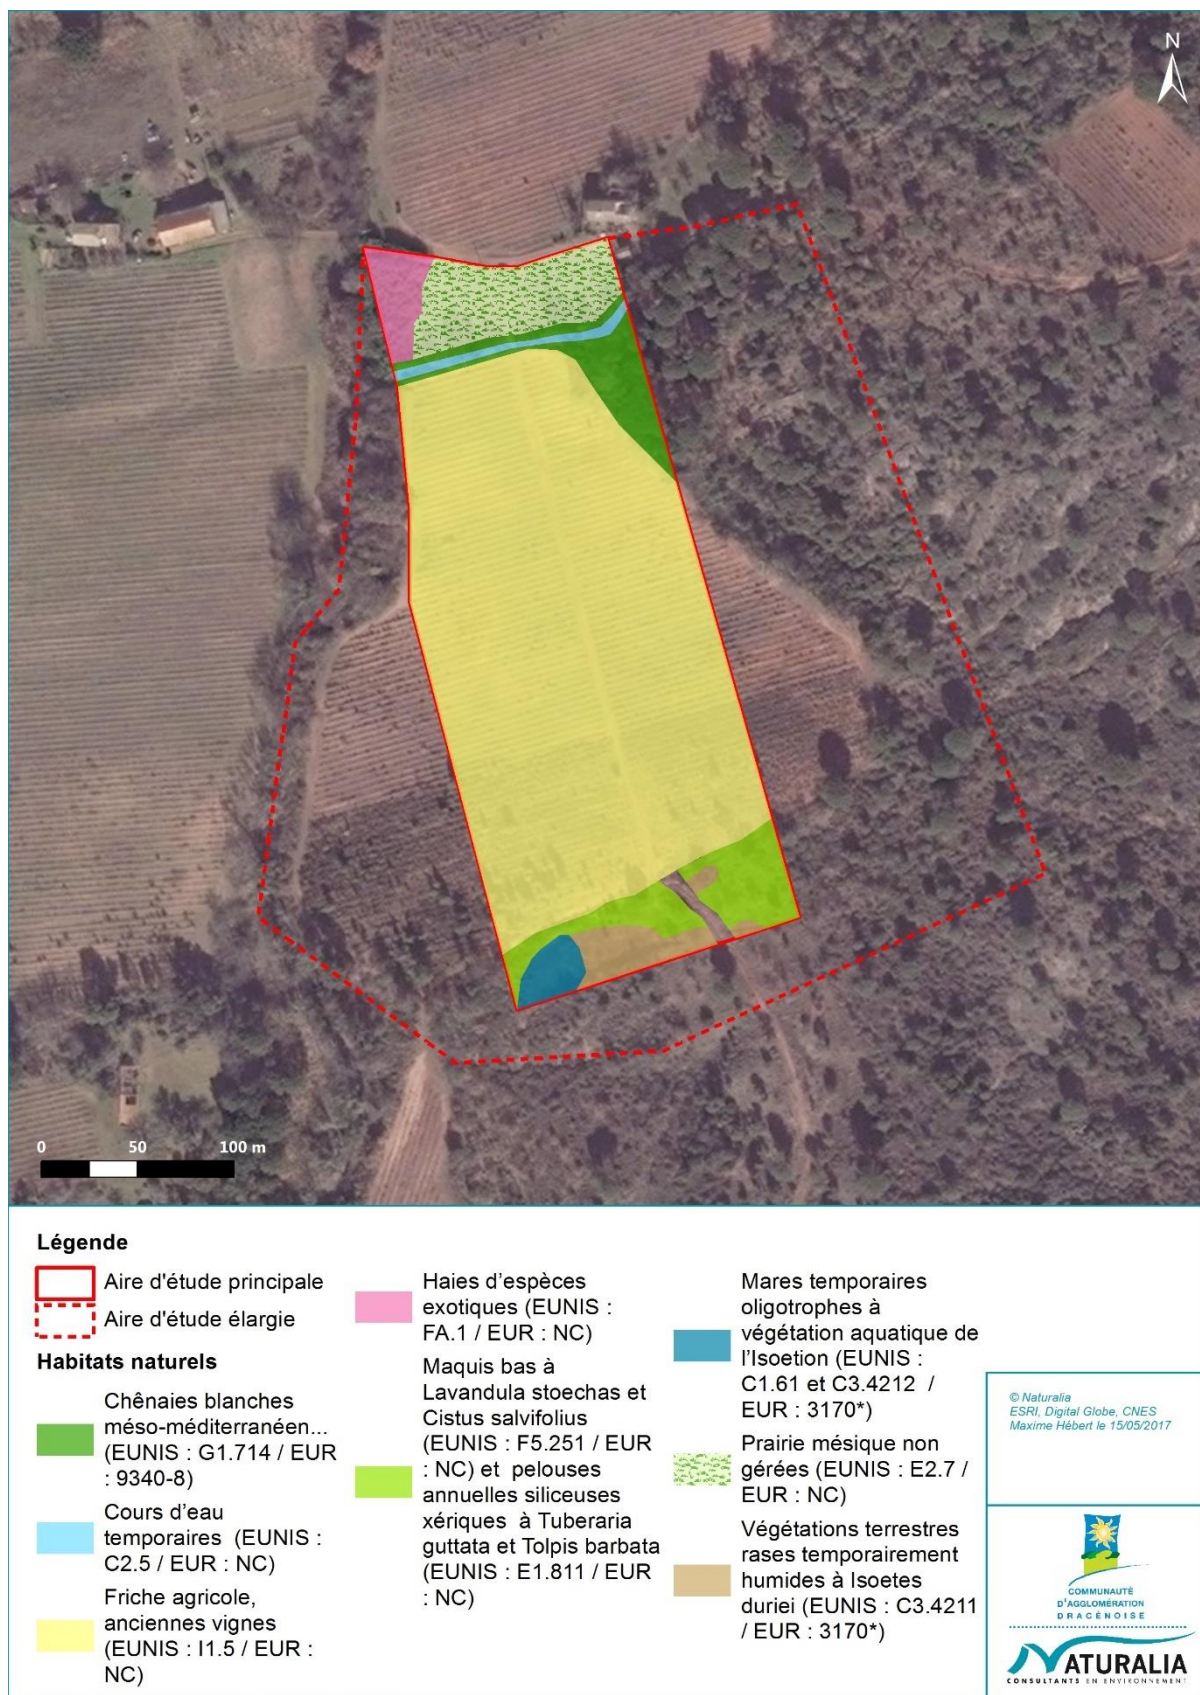 N
0 50 100 m
Légende
Aire d'étude principale
Aire d'étude élargie
Habitats naturels
Chênaies blanches
méso-méditerranéen...
(EUNIS : G1.714 / EUR
: 9340-8)
Cours d’eau
temporaires (EUNIS :
C2.5 / EUR : NC)
Friche agricole,
anciennes vignes
(EUNIS : I1.5 / EUR :
NC)
Haies d’espèces
exotiques (EUNIS :
FA.1 / EUR : NC)
Maquis bas à
Lavandula stoechas et
Cistus salvifolius
(EUNIS : F5.251 / EUR
: NC) et pelouses
annuelles siliceuses
xériques à Tuberaria
guttata et Tolpis barbata
(EUNIS : E1.811 / EUR
: NC)
Mares temporaires
oligotrophes à
végétation aquatique de
l’Isoetion (EUNIS :
C1.61 et C3.4212 /
EUR : 3170*)
Prairie mésique non
gérées (EUNIS : E2.7 /
EUR : NC)
Végétations terrestres
rases temporairement
humides à Isoetes
duriei (EUNIS : C3.4211
/ EUR : 3170*)
© Naturalia
ESRI, Digital Globe, CNES
Maxime Hébert le 15/05/2017
COMMUNAUTÉ
D'AGGLOMÉRATION
DRACÉNOISE
NATURALIA
CONSULTANTS EN ENVIRONNEMENT